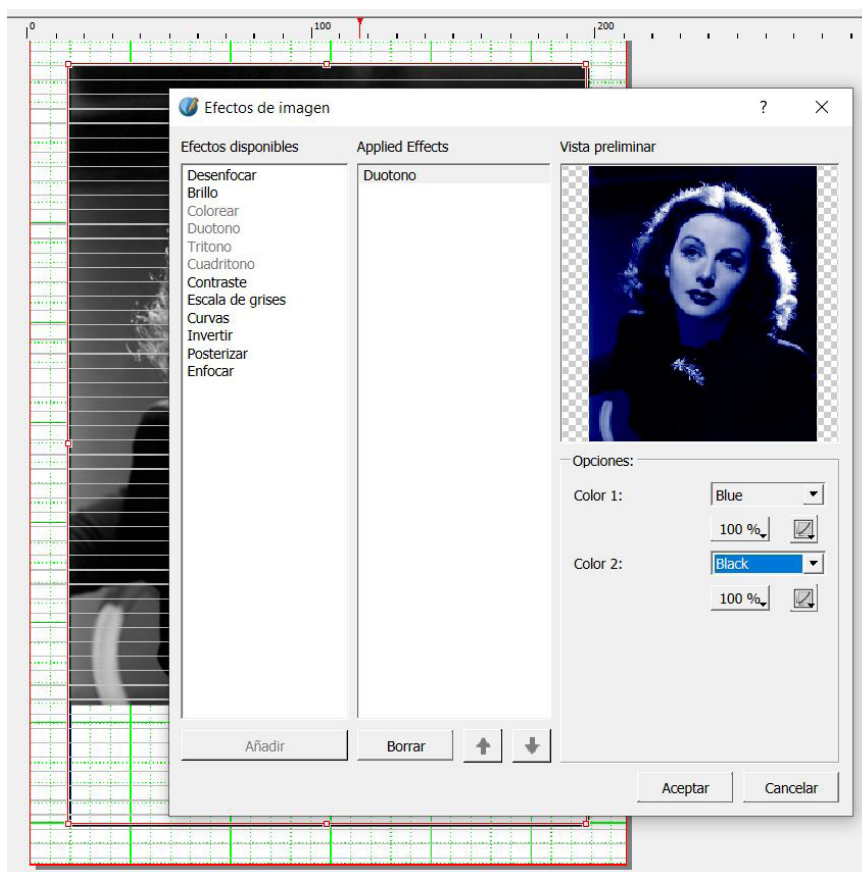 0 100 200
Efectos de imagen ? ×
Efectos disponibles
Desenfocar
Brillo
Colorear
Duotono
Tritono
Cuadritono
Contraste
Escala de grises
Curvas
Invertir
Posterizar
Enfocar
Añadir
Applied Effects
Duotono
Borrar
Vista preliminar
Opciones:
Color 1: Blue
100 %
Color 2: Black
100 %
Aceptar Cancelar